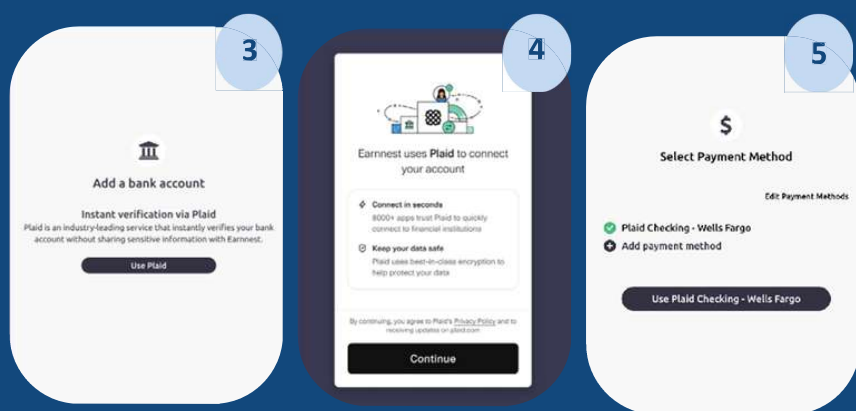 3
Add a bank account
Instant verification via Plaid
Plaid is an industry-leading service that instantly verifies your bank
account without sharing sensitive information with Earnnest.
Use Plaid
4
Earnnest uses Plaid to connect
your account
Connect in seconds
8000+ apps trust Plaid to quickly
connect to financial institutions
Keep your data safe
Plaid uses best-in-class encryption to
help protect your data
By continuing, you agree to Plaid's Privacy Policy and to
receiving updates on plaid.com
Continue
5
$
Select Payment Method
Edit Payment Methods
Plaid Checking - Wells Fargo
Add payment method
Use Plaid Checking - Wells Fargo